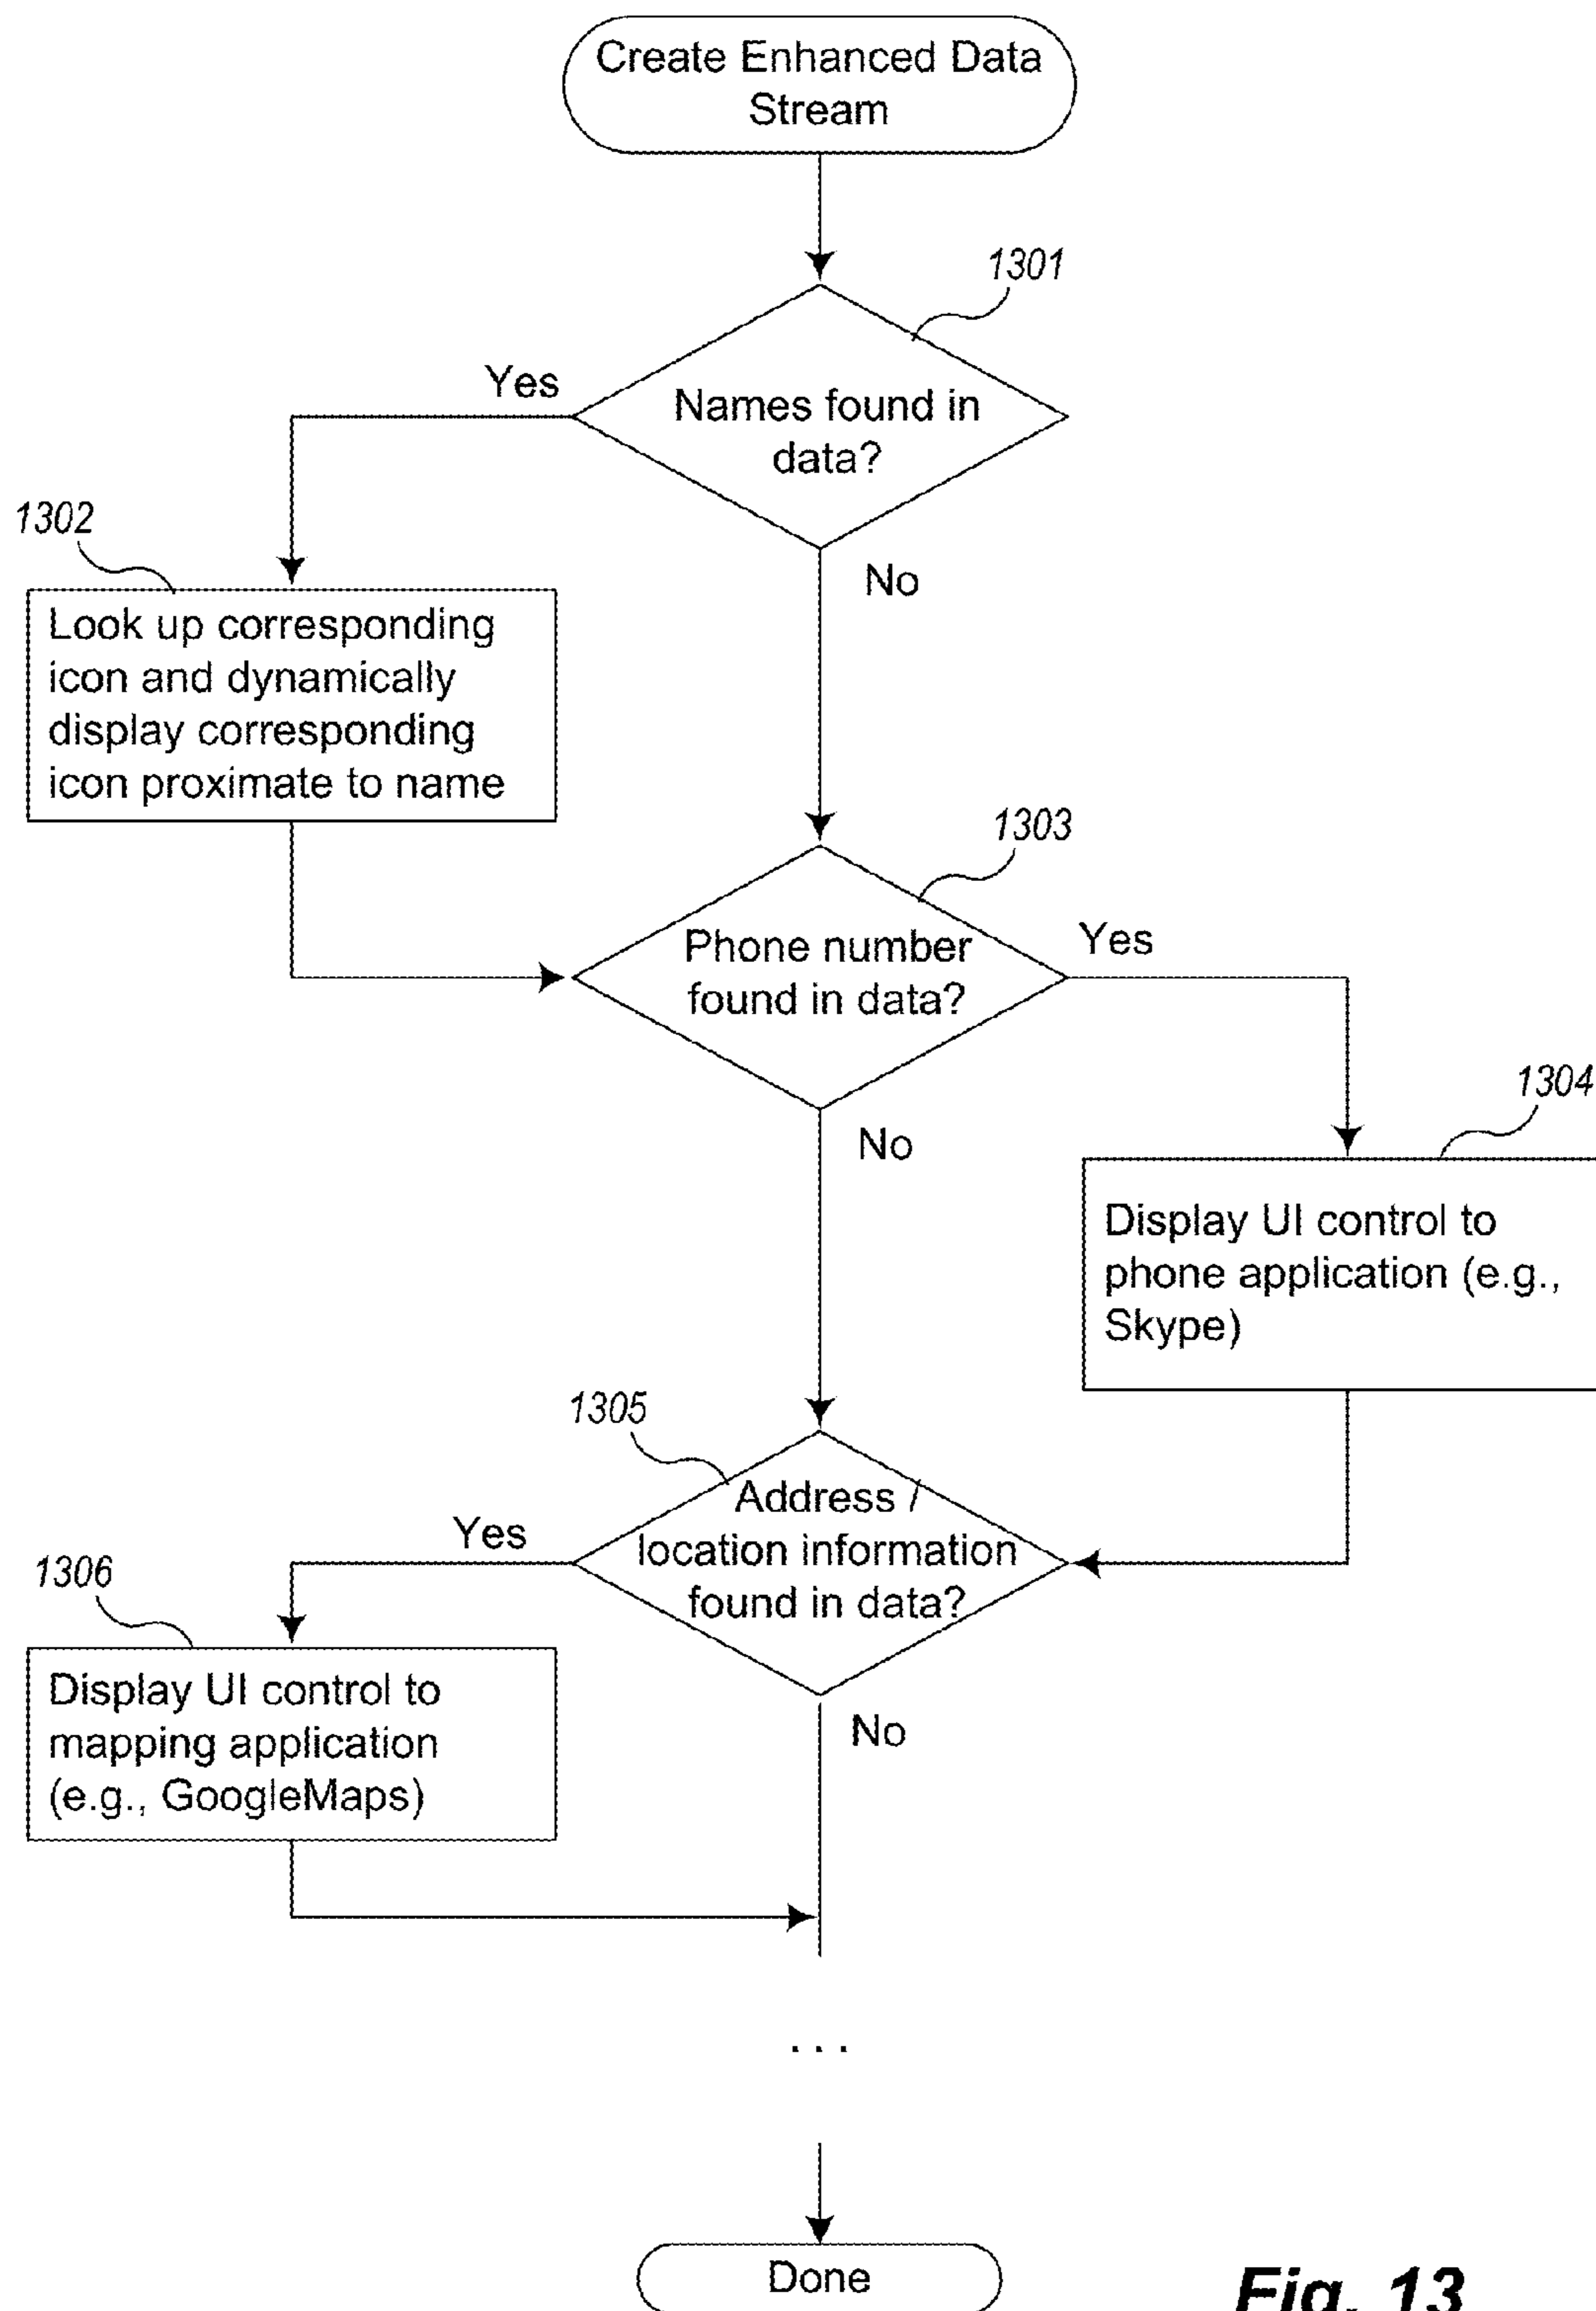 Create Enhanced Data
Stream
1301
Yes
Names found in
data?
1302
No
Look up corresponding
icon and dynamically
display corresponding
icon proximate to name
1303
Phone number
found in data?
Yes
1304
No
Display UI control to
phone application (e.g.,
Skype)
1305
Address /
location information
found in data?
Yes
1306
No
Display UI control to
mapping application
(e.g., GoogleMaps)
...
Done
Fig. 13